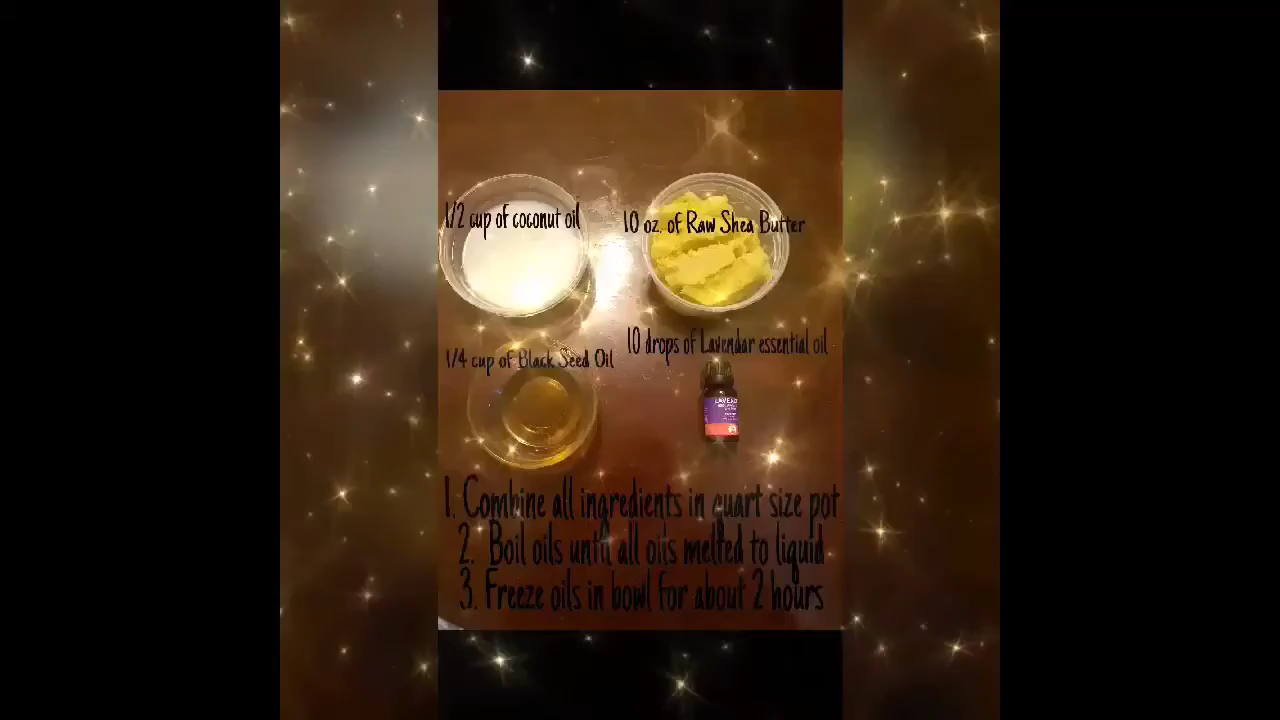 1/2 cup of coconut oil
10 oz. of Raw Shea Butter
1/4 cup of Black Seed Oil
10 drops of Lavendar essential oil
LAVEND
1. Combine all ingredients in quart size pot
2. Boil oils until all oils melted to liquid
3. Freeze oils in bowl for about 2 hours